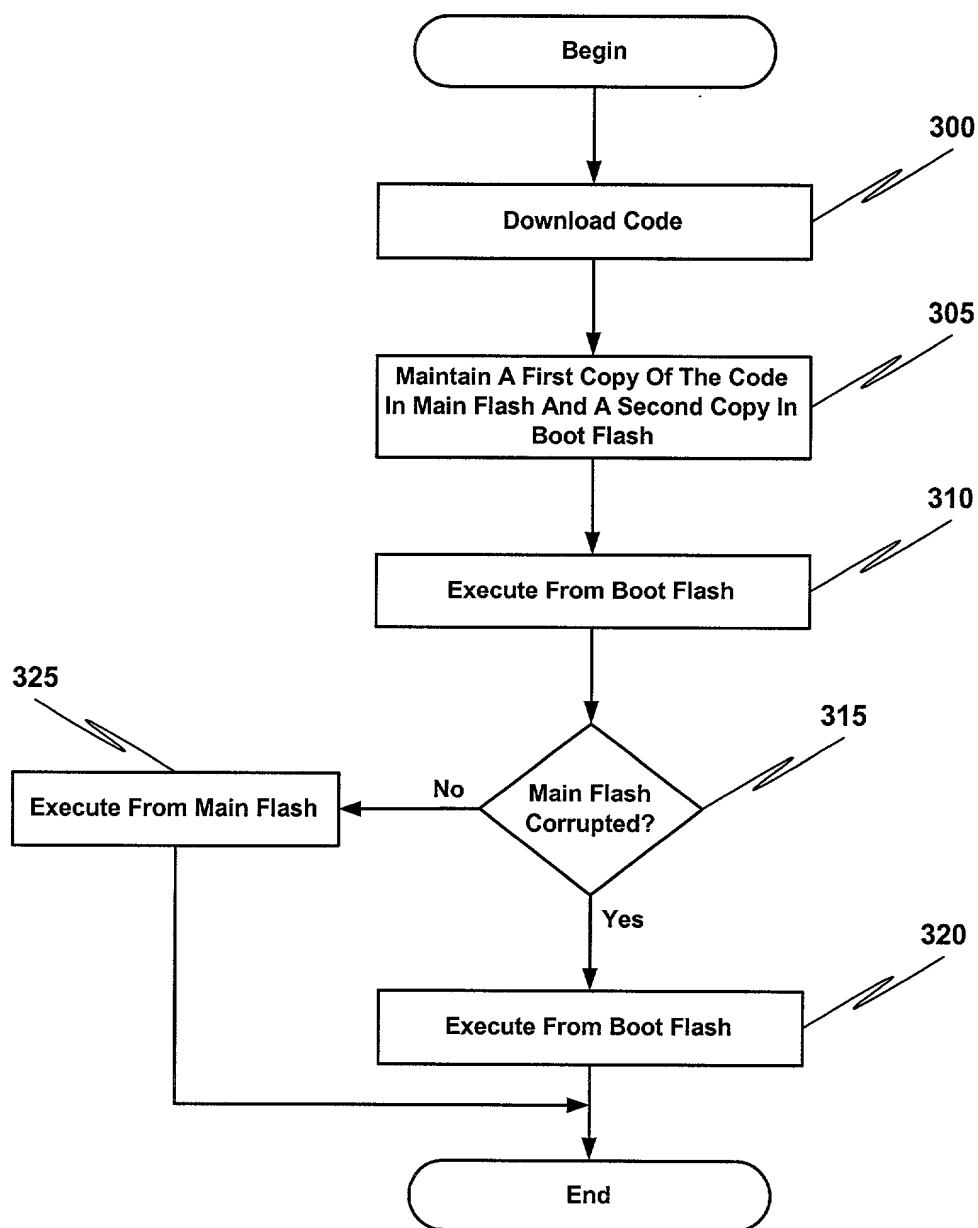 Begin
300
Download Code
305
Maintain A First Copy Of The Code
In Main Flash And A Second Copy In
Boot Flash
310
Execute From Boot Flash
325
315
Execute From Main Flash
No
Main Flash
Corrupted?
Yes
320
Execute From Boot Flash
End